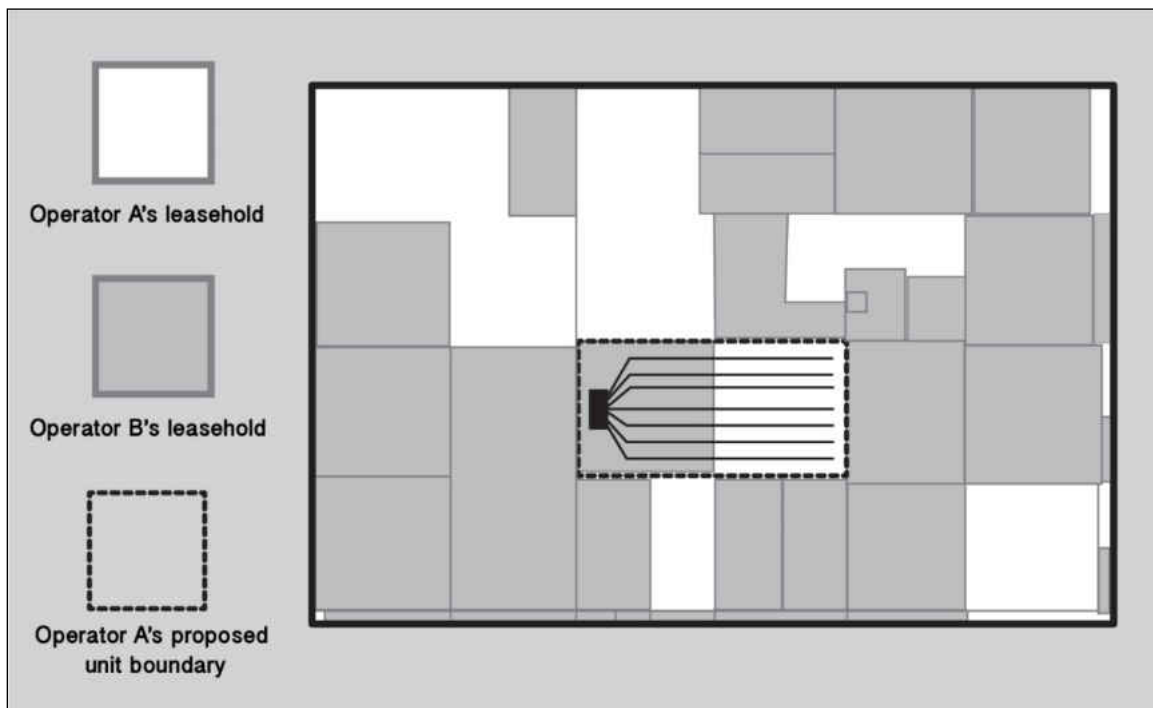 Operator A's leasehold
Operator B's leasehold
Operator A's proposed
unit boundary